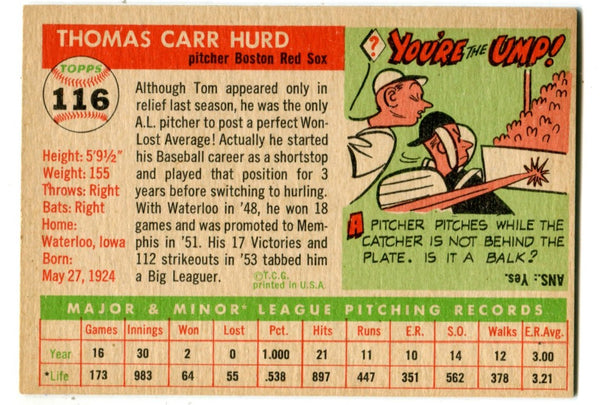 THOMAS CARR HURD
pitcher Boston Red Sox
TOPPS
116
Height: 5'9½"
Weight: 155
Throws: Right
Bats: Right
Home:
Waterloo, Iowa
Born:
May 27, 1924
Although Tom appeared only in
relief last season, he was the only
A.L. pitcher to post a perfect Won-
Lost Average! Actually he started
his Baseball career as a shortstop
and played that position for 3
years before switching to hurling.
With Waterloo in '48, he won 18
games and was promoted to Mem-
phis in '51. His 17 Victories and
112 strikeouts in '53 tabbed him
a Big Leaguer.
©T.C.G.
printed in U.S.A
?
YOU'RE THE UMP!
A PITCHER PITCHES WHILE THE
CATCHER IS NOT BEHIND THE
PLATE. IS IT A BALK?
ANS.: Yes.
MAJOR & MINOR* LEAGUE PITCHING RECORDS
Games Innings Won Lost Pct. Hits Runs E.R. S.O. Walks E.R.Avg.
Year 16 30 2 0 1.000 21 11 10 14 12 3.00
*Life 173 983 64 55 .538 897 447 351 562 378 3.21